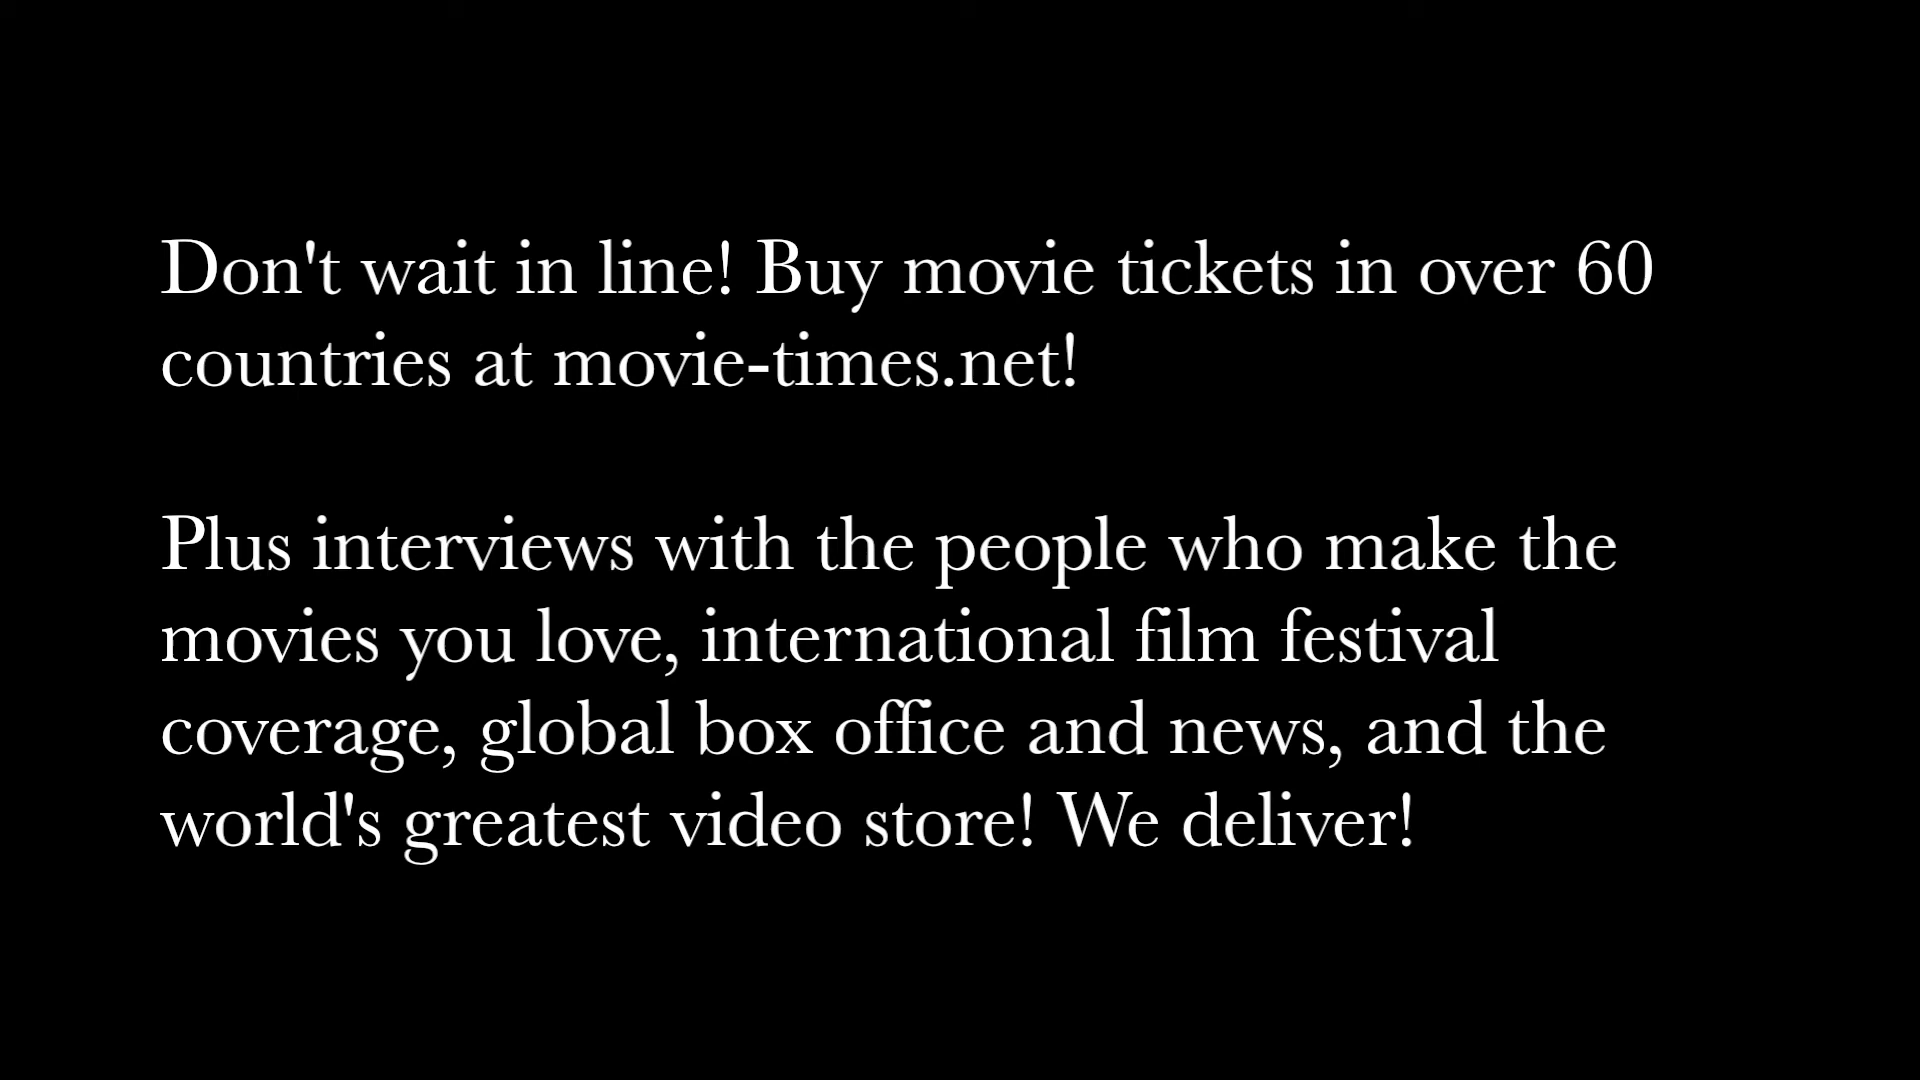 Don't wait in line! Buy movie tickets in over 60
countries at movie-times.net!
Plus interviews with the people who make the
movies you love, international film festival
coverage, global box office and news, and the
world's greatest video store! We deliver!